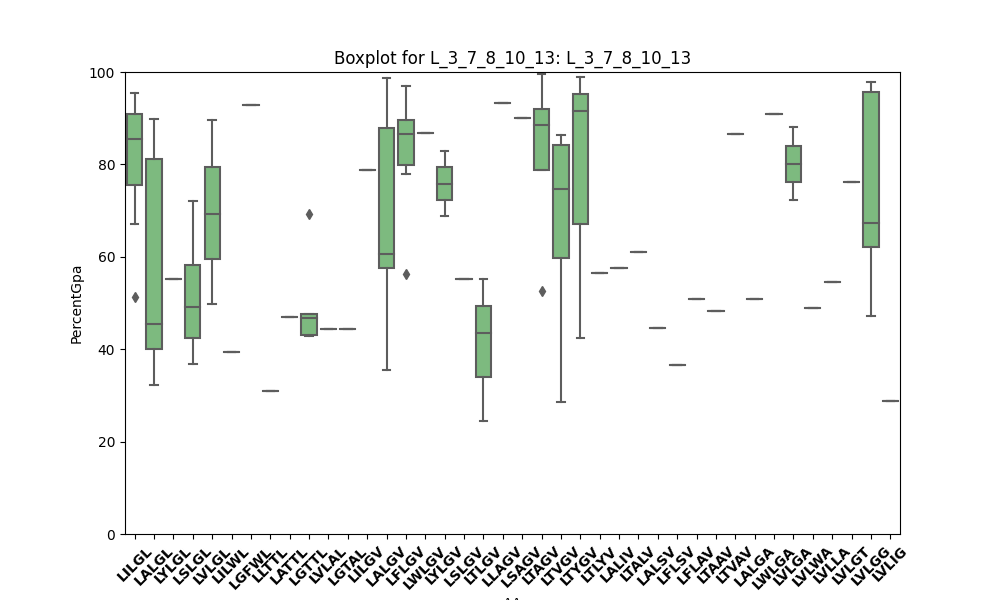 Boxplot for L_3_7_8_10_13: L_3_7_8_10_13
100
80
60
40
20
0
PercentGpa
LILGL
LALGL
LYLGL
LSLGL
LVLGL
LILWL
LGFWL
LLTTL
LATTL
LGTTL
LVLAL
LGTAL
LILGV
LALGV
LFLGV
LWLGV
LYLGV
LSLGV
LTLGV
LLAGV
LSAGV
LTAGV
LTVGV
LTYGV
LTLYV
LALIV
LTALV
LALSV
LFLSV
LFLAV
LTAAV
LTVAV
LALGA
LWLGA
LVLGA
LVLWA
LVLLA
LVLGT
LVLGG
LVLIG